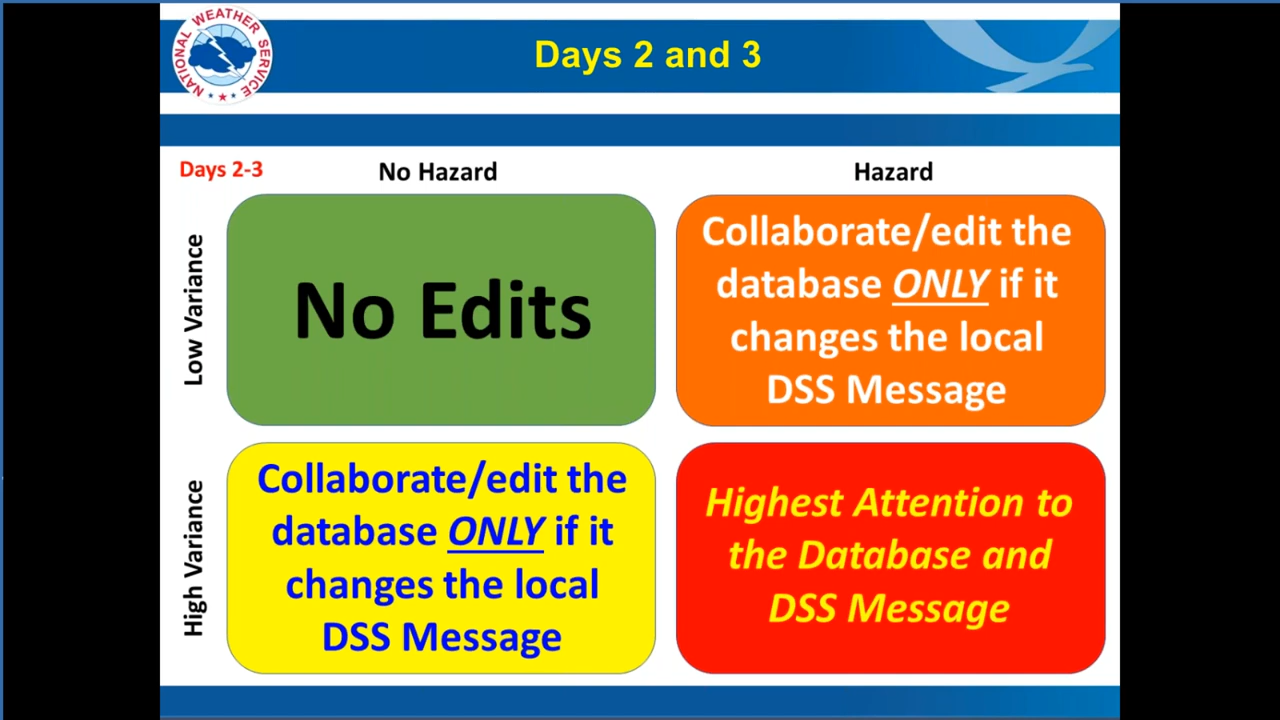 NATIONAL WEATHER SERVICE
Days 2 and 3
Days 2-3
No Hazard
Hazard
Low Variance
No Edits
Collaborate/edit the
database ONLY if it
changes the local
DSS Message
High Variance
Collaborate/edit the
database ONLY if it
changes the local
DSS Message
Highest Attention to
the Database and
DSS Message